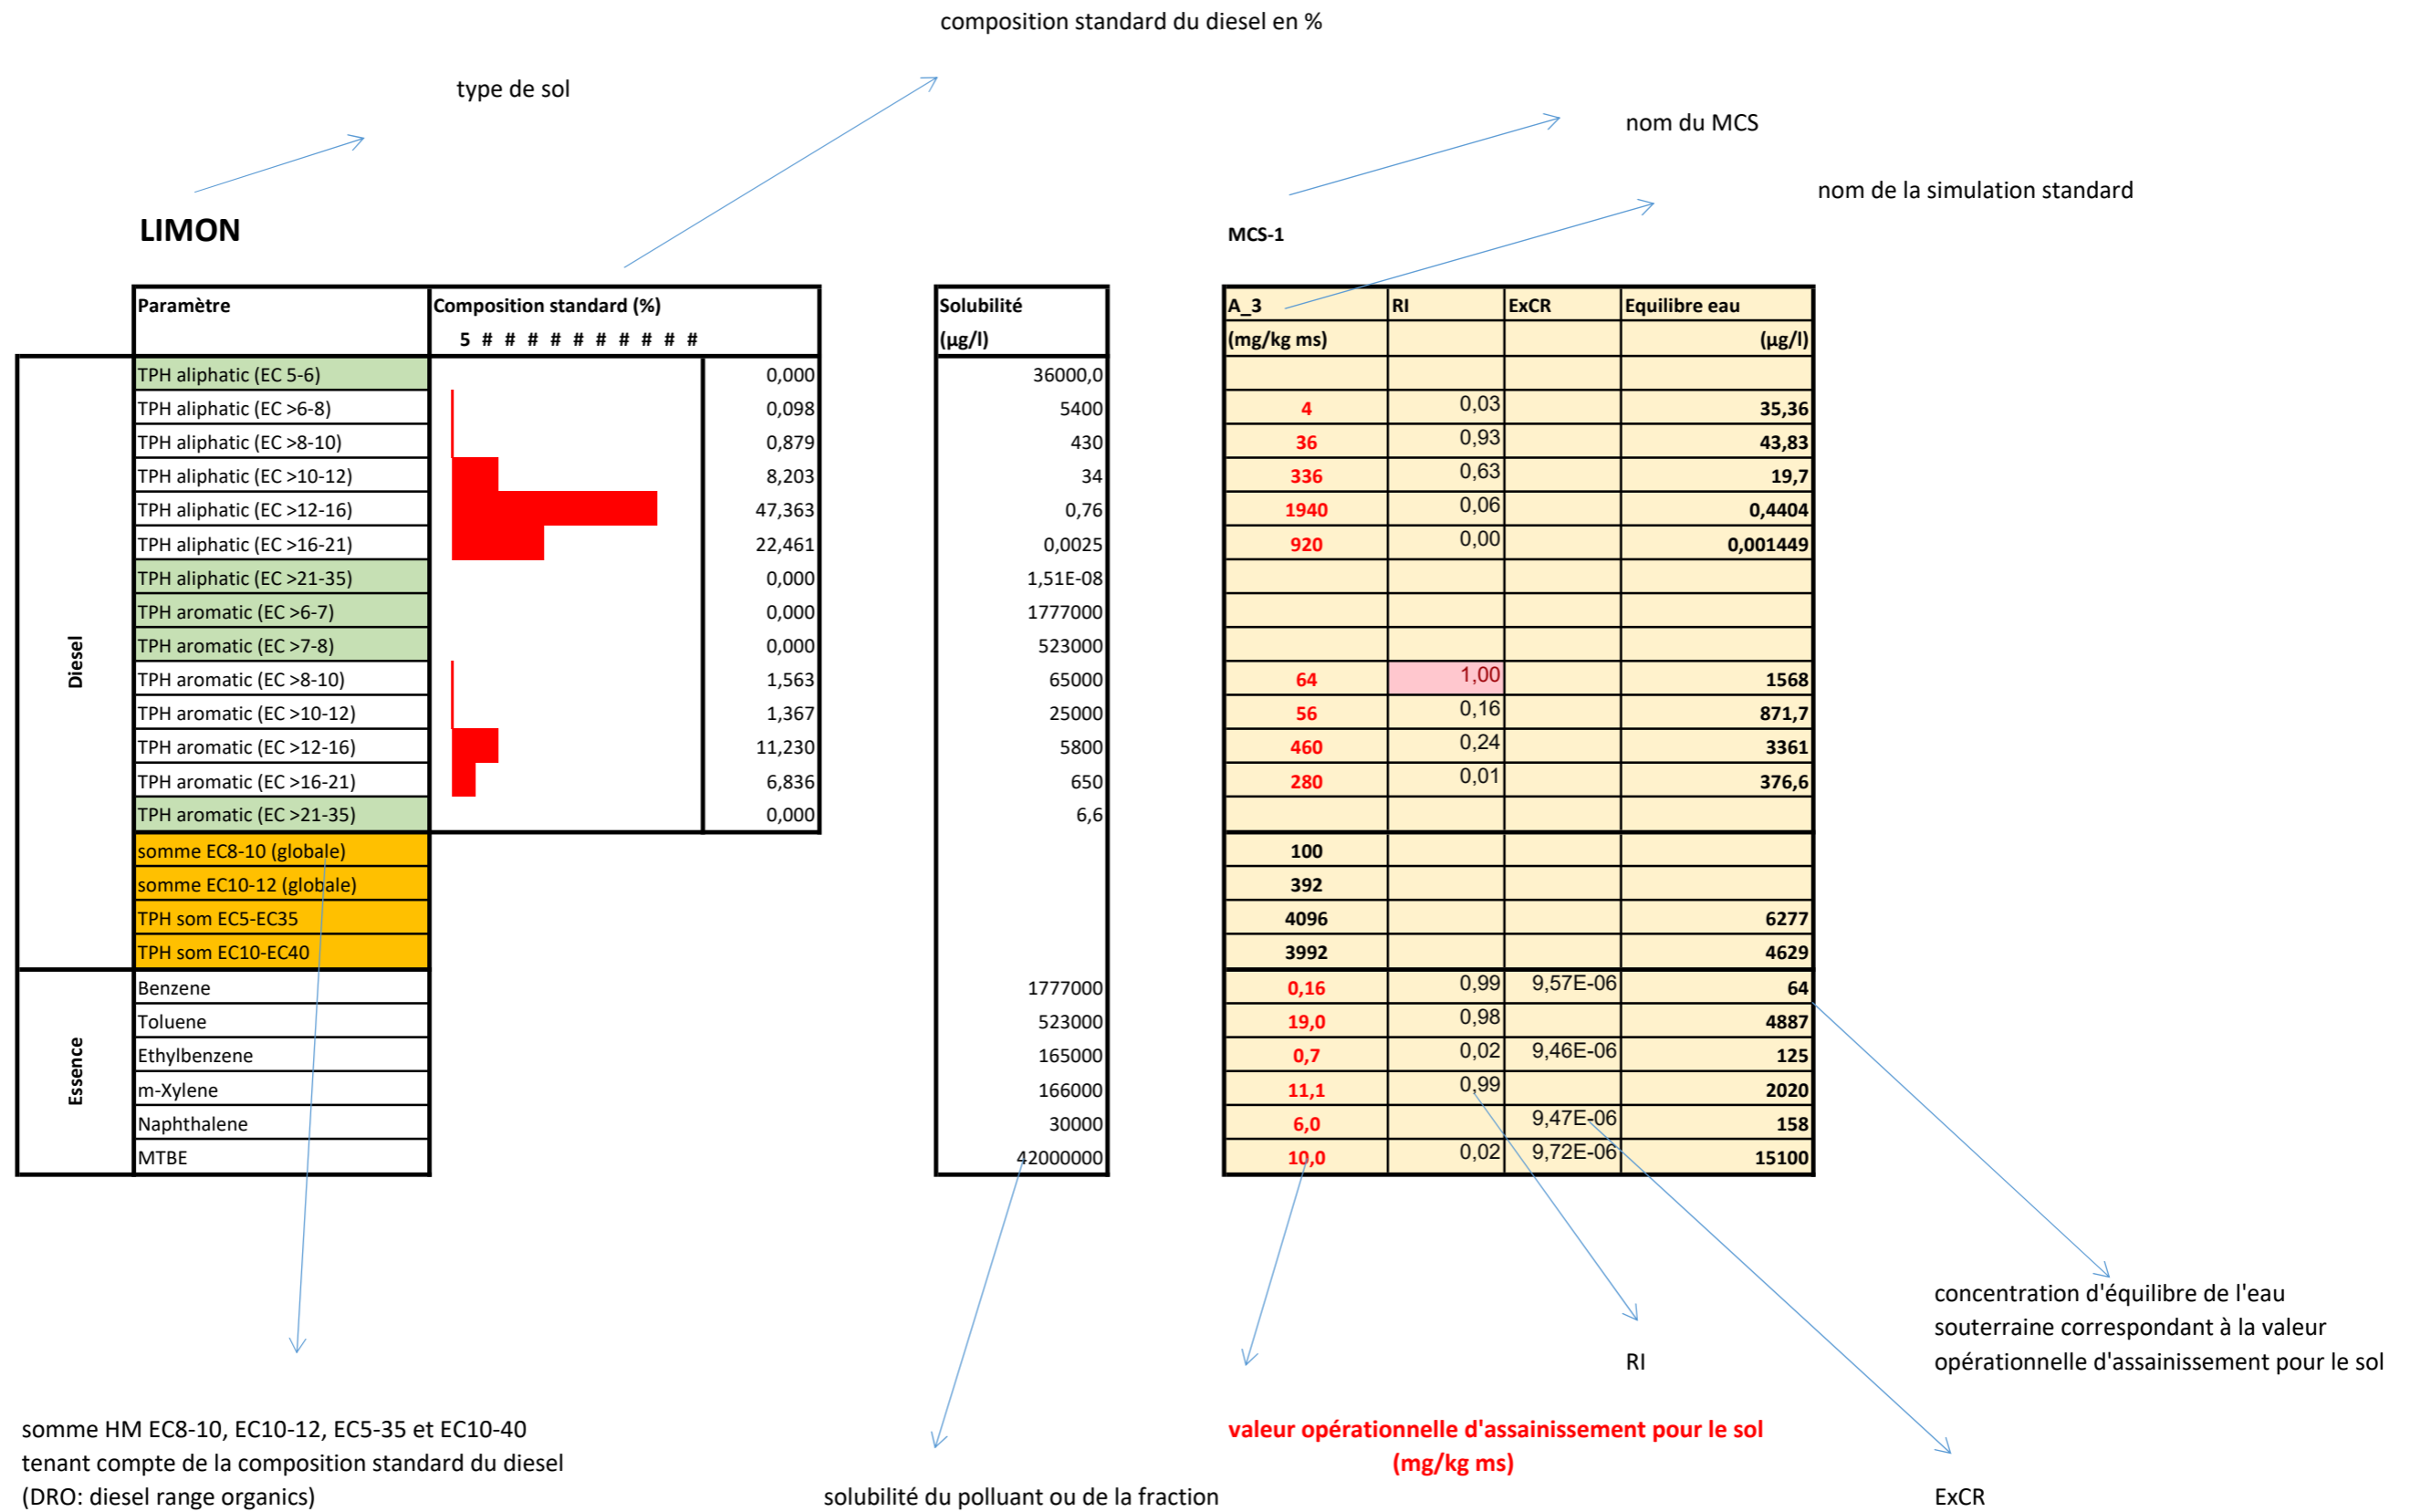 composition standard du diesel en %
type de sol
nom du MCS
nom de la simulation standard
LIMON
MCS-1
Paramètre Composition standard (%) Solubilité A_3 RI ExCR Equilibre eau
5 # # # # # # # # # # (µg/l) (mg/kg ms) (µg/l)
Diesel
TPH aliphatic (EC 5-6) 0,000 36000,0
TPH aliphatic (EC >6-8) 0,098 5400 4 0,03 35,36
TPH aliphatic (EC >8-10) 0,879 430 36 0,93 43,83
TPH aliphatic (EC >10-12) 8,203 34 336 0,63 19,7
TPH aliphatic (EC >12-16) 47,363 0,76 1940 0,06 0,4404
TPH aliphatic (EC >16-21) 22,461 0,0025 920 0,00 0,001449
TPH aliphatic (EC >21-35) 0,000 1,51E-08
TPH aromatic (EC >6-7) 0,000 1777000
TPH aromatic (EC >7-8) 0,000 523000
TPH aromatic (EC >8-10) 1,563 65000 64 1,00 1568
TPH aromatic (EC >10-12) 1,367 25000 56 0,16 871,7
TPH aromatic (EC >12-16) 11,230 5800 460 0,24 3361
TPH aromatic (EC >16-21) 6,836 650 280 0,01 376,6
TPH aromatic (EC >21-35) 0,000 6,6
somme EC8-10 (globale) 100
somme EC10-12 (globale) 392
TPH som EC5-EC35 4096 6277
TPH som EC10-EC40 3992 4629
Essence
Benzene 1777000 0,16 0,99 9,57E-06 64
Toluene 523000 19,0 0,98 4887
Ethylbenzene 165000 0,7 0,02 9,46E-06 125
m-Xylene 166000 11,1 0,99 2020
Naphthalene 30000 6,0 9,47E-06 158
MTBE 42000000 10,0 0,02 9,72E-06 15100
concentration d'équilibre de l'eau
souterraine correspondant à la valeur
opérationnelle d'assainissement pour le sol
RI
somme HM EC8-10, EC10-12, EC5-35 et EC10-40
tenant compte de la composition standard du diesel
(DRO: diesel range organics)
valeur opérationnelle d'assainissement pour le sol
(mg/kg ms)
solubilité du polluant ou de la fraction
ExCR